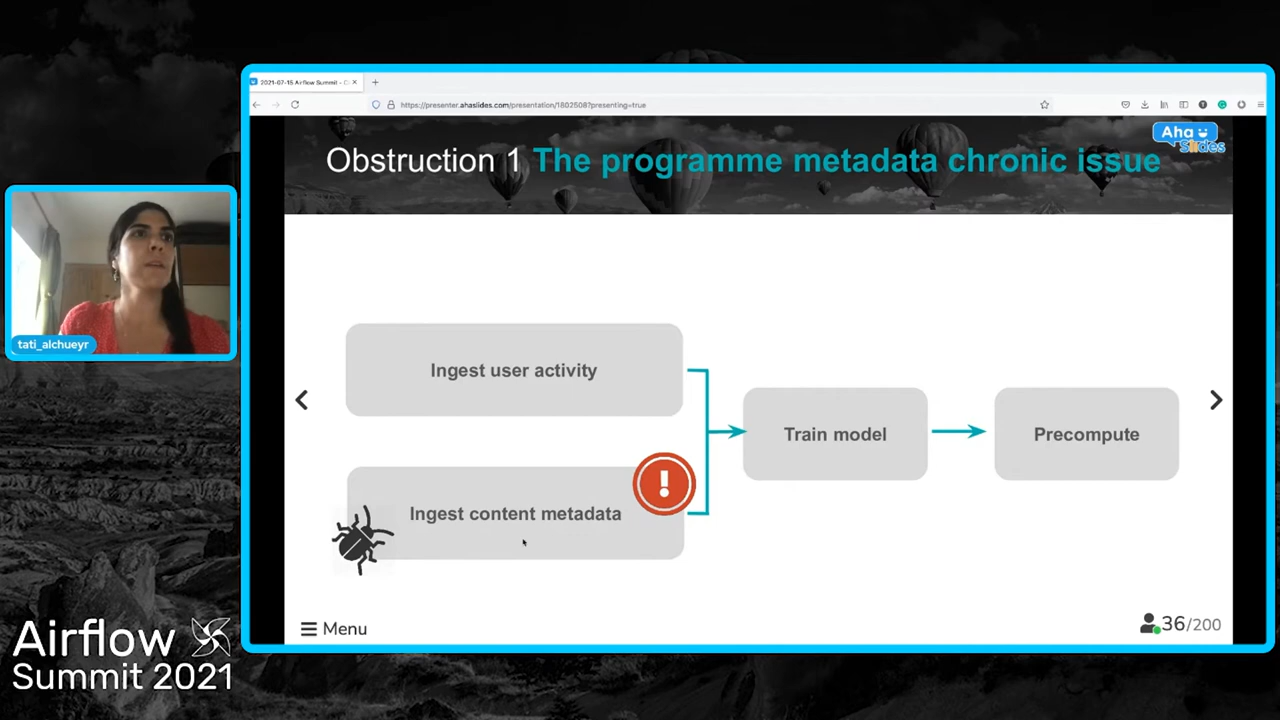 2021-07-15 Airflow Summit - C
https://presenter.ahaslides.com/presentation/1802508?presenting=true
Aha
Slides
Obstruction 1 The programme metadata chronic issue
tati_alchueyr
Ingest user activity
Train model
Precompute
!
Ingest content metadata
Menu
36/200
Airflow
Summit 2021